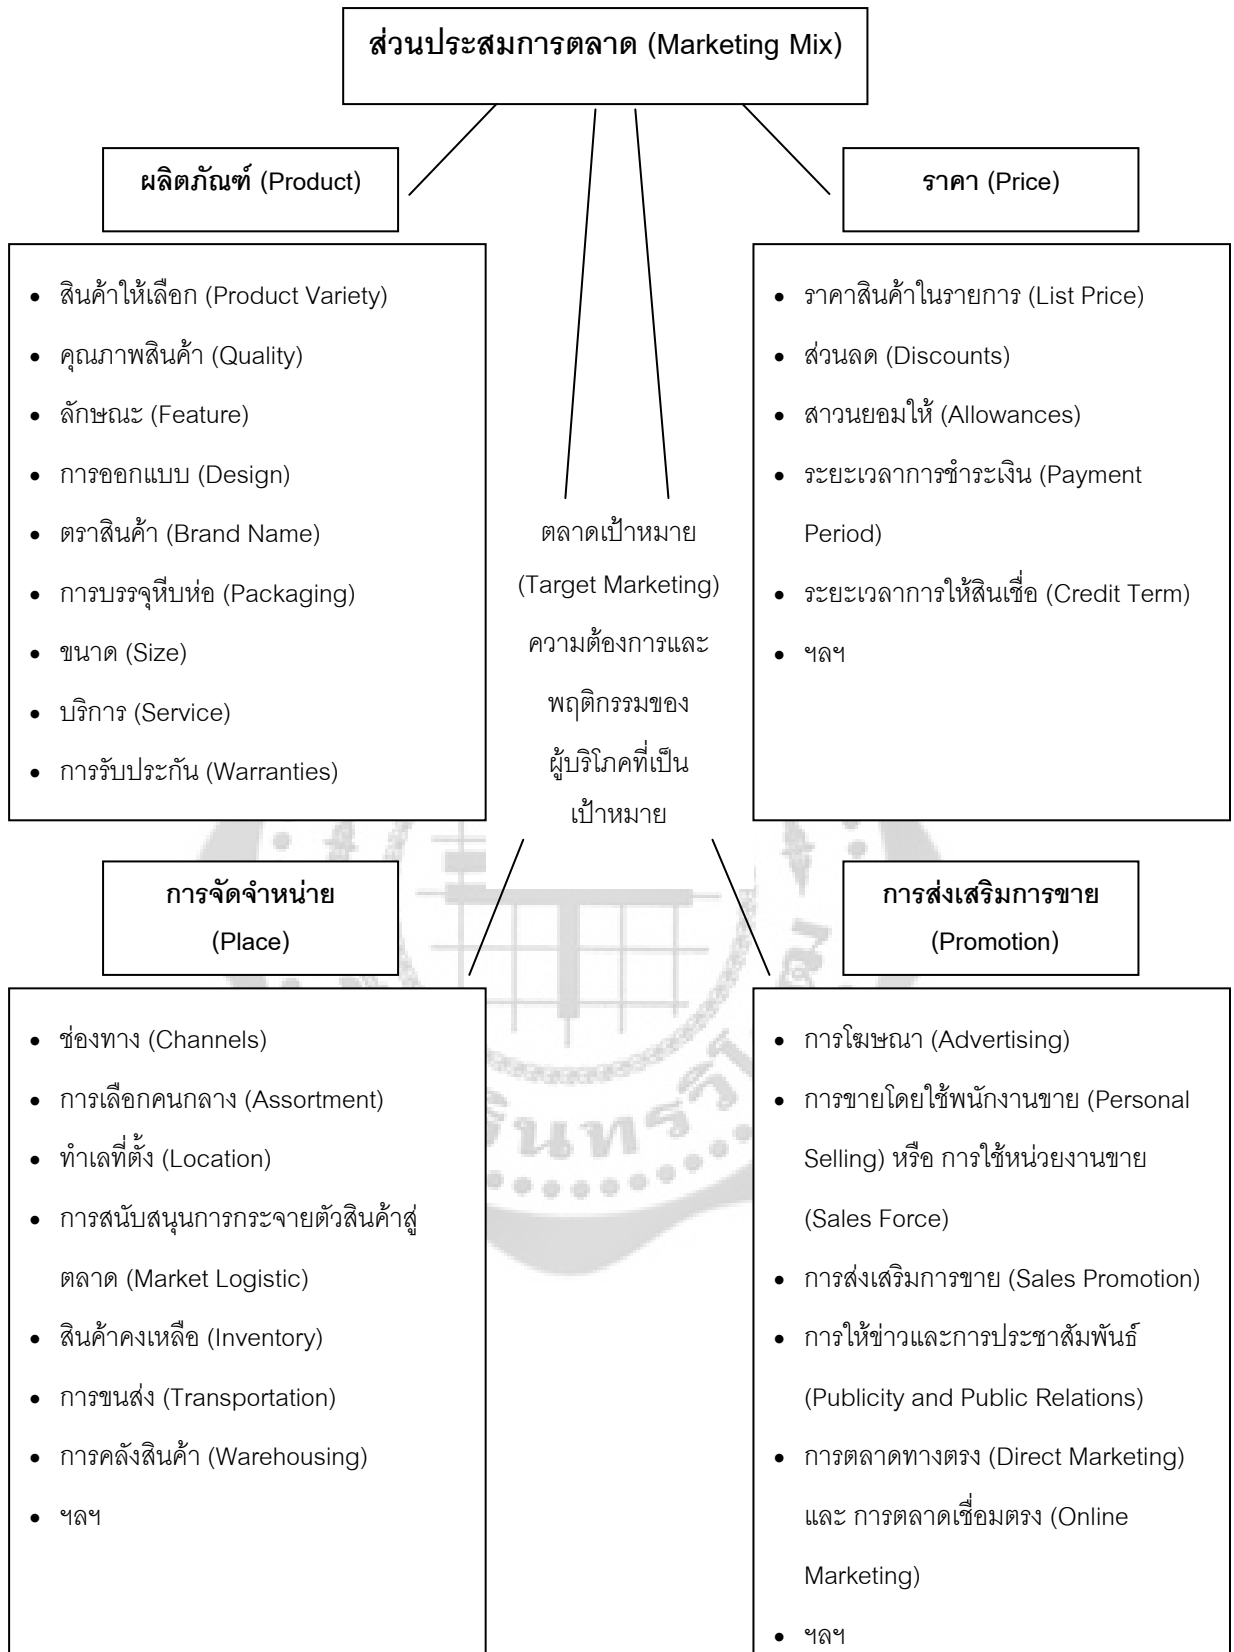 ส่วนประสมการตลาด (Marketing Mix)
ผลิตภัณฑ์ (Product)
ราคา (Price)
• สินค้าให้เลือก (Product Variety)
• คุณภาพสินค้า (Quality)
• ลักษณะ (Feature)
• การออกแบบ (Design)
• ตราสินค้า (Brand Name)
• การบรรจุหีบห่อ (Packaging)
• ขนาด (Size)
• บริการ (Service)
• การรับประกัน (Warranties)
• ราคาสินค้าในรายการ (List Price)
• ส่วนลด (Discounts)
• สาวนยอมให้ (Allowances)
• ระยะเวลาการชำระเงิน (Payment
Period)
• ระยะเวลาการให้สินเชื่อ (Credit Term)
• ฯลฯ
ตลาดเป้าหมาย
(Target Marketing)
ความต้องการและ
พฤติกรรมของ
ผู้บริโภคที่เป็น
เป้าหมาย
การจัดจำหน่าย
(Place)
การส่งเสริมการขาย
(Promotion)
• ช่องทาง (Channels)
• การเลือกคนกลาง (Assortment)
• ทำเลที่ตั้ง (Location)
• การสนับสนุนการกระจายตัวสินค้าสู่
ตลาด (Market Logistic)
• สินค้าคงเหลือ (Inventory)
• การขนส่ง (Transportation)
• การคลังสินค้า (Warehousing)
• ฯลฯ
• การโฆษณา (Advertising)
• การขายโดยใช้พนักงานขาย (Personal
Selling) หรือ การใช้หน่วยงานขาย
(Sales Force)
• การส่งเสริมการขาย (Sales Promotion)
• การให้ข่าวและการประชาสัมพันธ์
(Publicity and Public Relations)
• การตลาดทางตรง (Direct Marketing)
และ การตลาดเชื่อมตรง (Online
Marketing)
• ฯลฯ